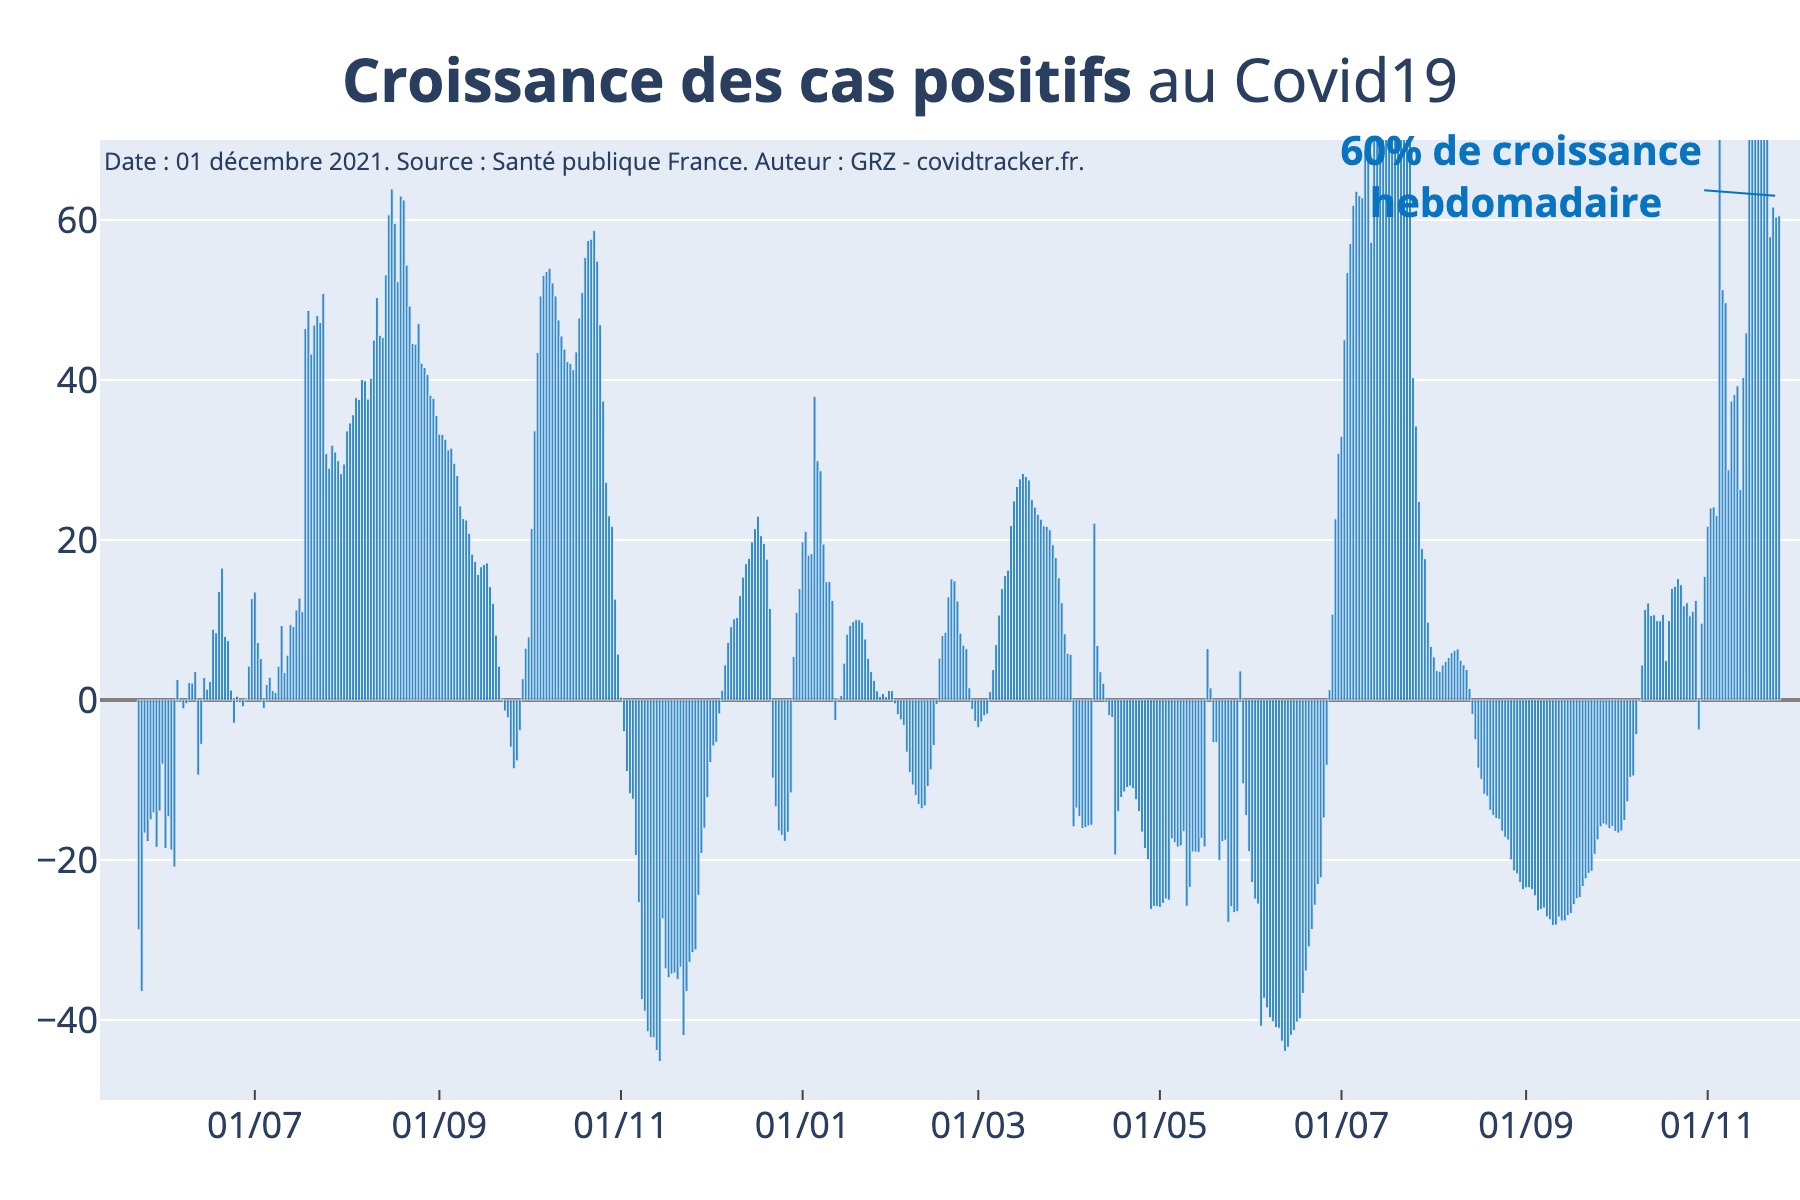 Croissance des cas positifs au Covid19
Date : 01 décembre 2021. Source : Santé publique France. Auteur : GRZ - covidtracker.fr.
60% de croissance
hebdomadaire
60
40
20
0
−20
−40
01/07 01/09 01/11 01/01 01/03 01/05 01/07 01/09 01/11